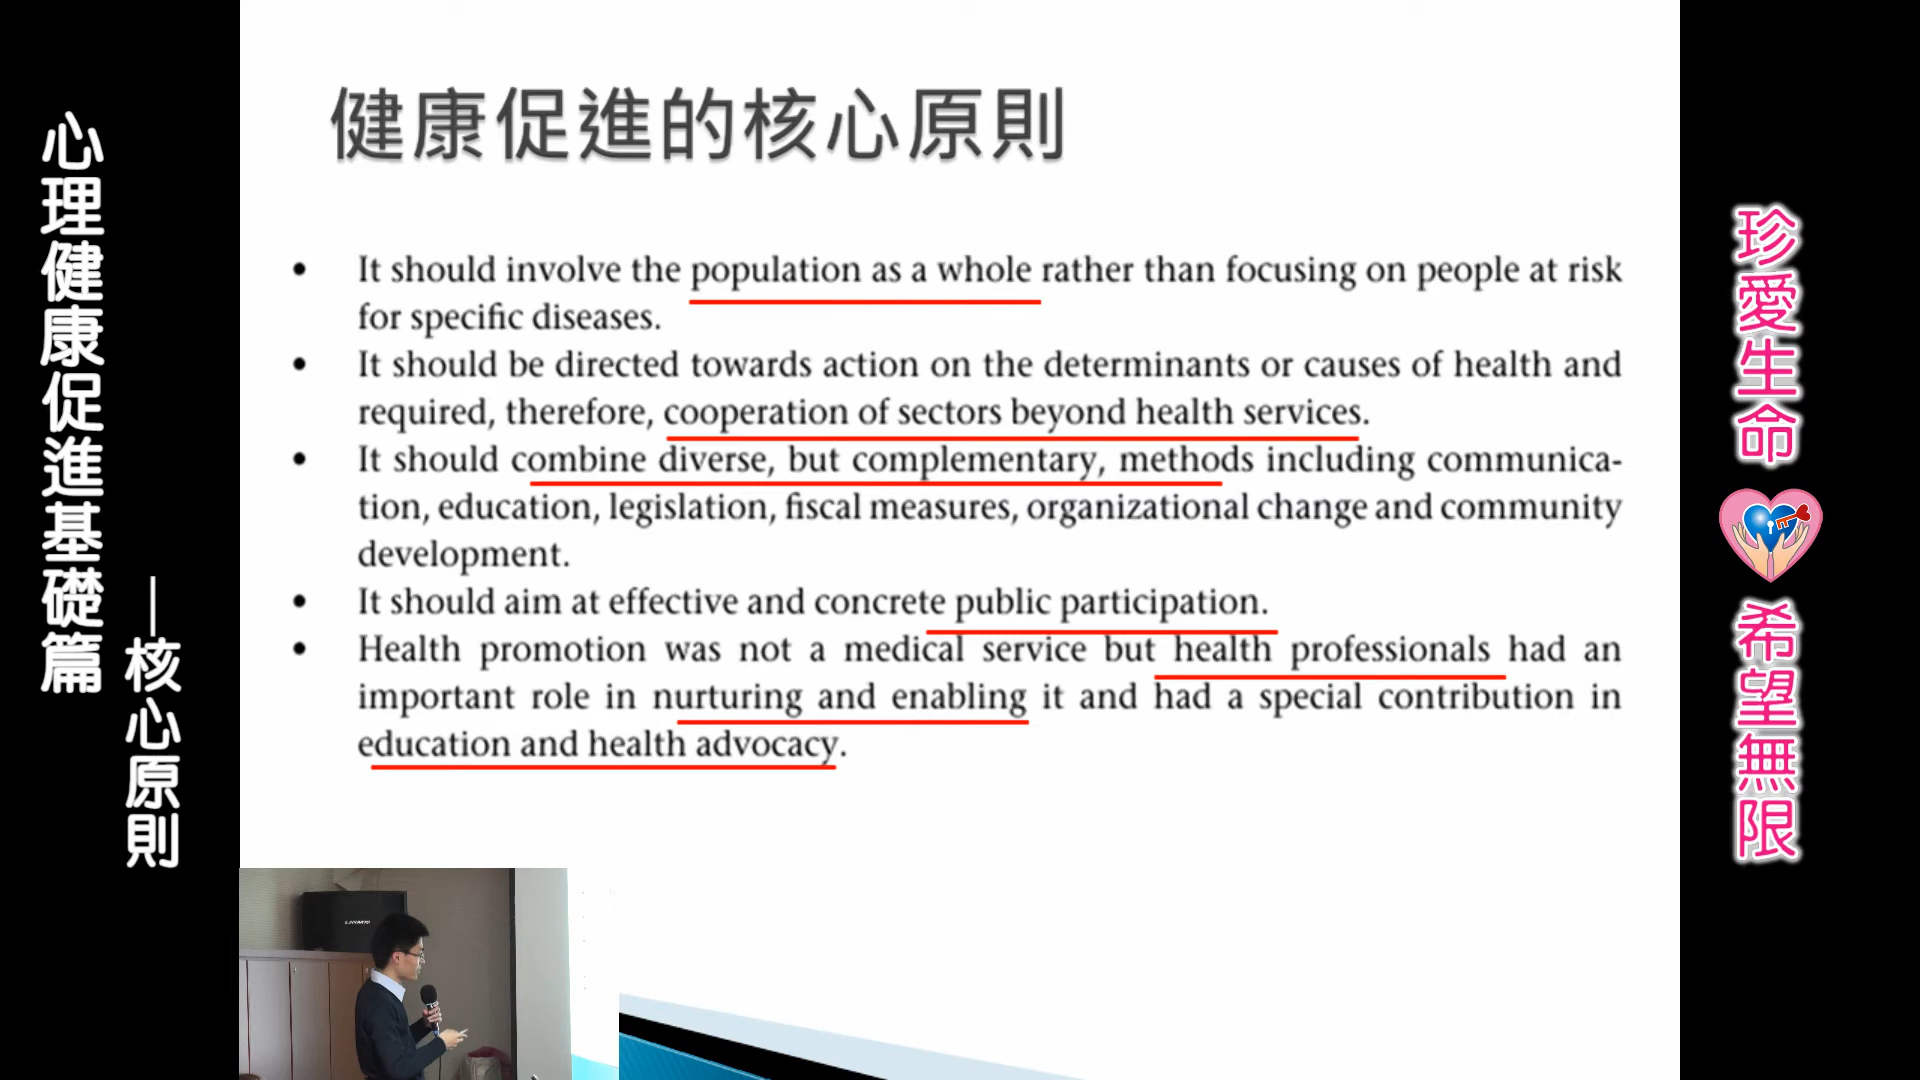 心理健康促進基礎篇
—核心原則
健康促進的核心原則
• It should involve the population as a whole rather than focusing on people at risk
for specific diseases.
• It should be directed towards action on the determinants or causes of health and
required, therefore, cooperation of sectors beyond health services.
• It should combine diverse, but complementary, methods including communica-
tion, education, legislation, fiscal measures, organizational change and community
development.
• It should aim at effective and concrete public participation.
• Health promotion was not a medical service but health professionals had an
important role in nurturing and enabling it and had a special contribution in
education and health advocacy.
珍愛生命
希望無限